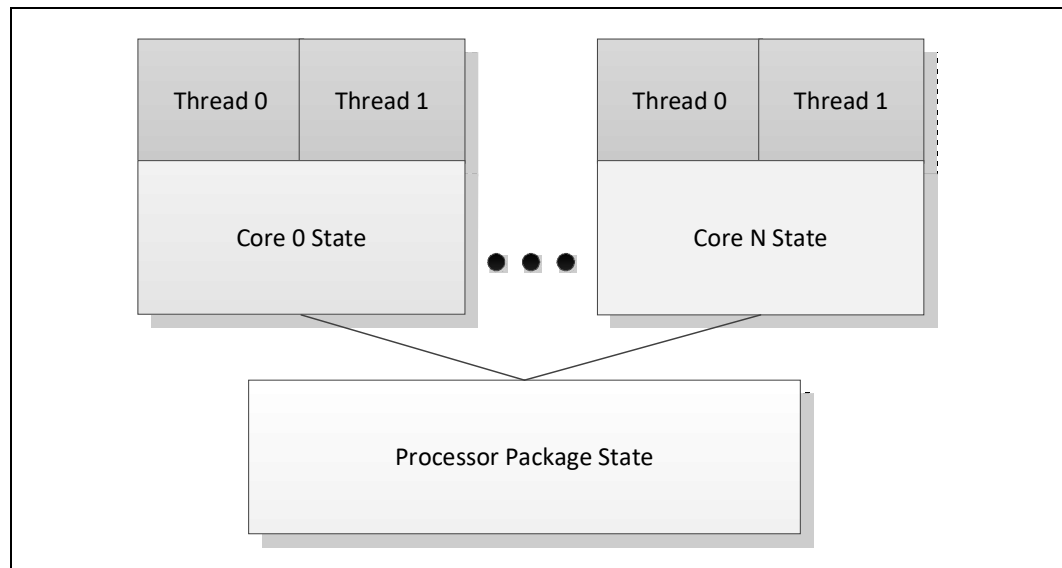 Thread 0
Thread 1
Thread 0
Thread 1
Core 0 State
Core N State
Processor Package State